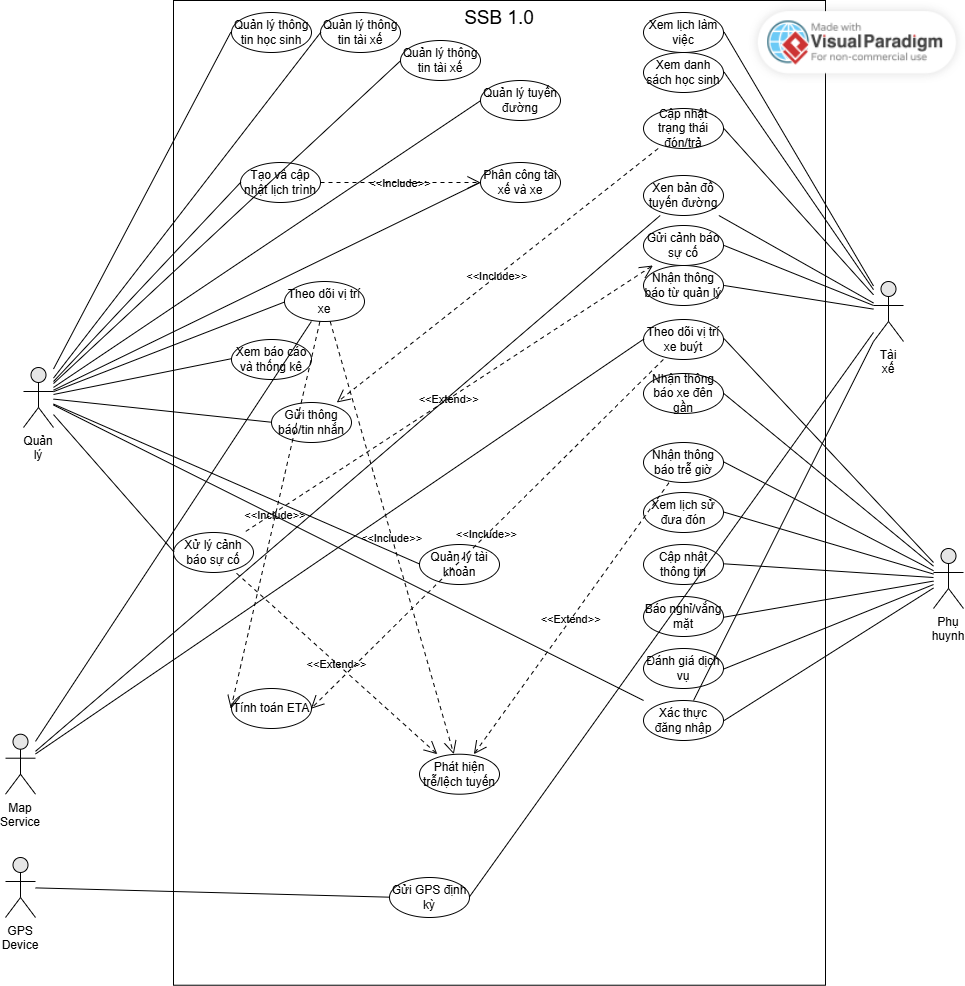 SSB 1.0
Made with
VisualParadigm
For non-commercial use
Quản lý thông
tin học sinh
Quản lý thông
tin tài xế
Quản lý thông
tin tài xế
Quản lý tuyến
đường
Tạo và cập
nhật lịch trình
<<Include>>
Phân công tài
xế và xe
Xem lịch làm
việc
Xem danh
sách học sinh
Cập nhật
trạng thái
đón/trả
Xen bản đồ
tuyến đường
Gửi cảnh báo
sự cố
<<Include>>
Nhận thông
báo từ quản lý
Theo dõi vị trí
xe
Theo dõi vị trí
xe buýt
Tài
xế
Xem báo cáo
và thống kê
Nhận thông
báo xe đên
gần
<<Extend>>
Gửi thông
báo/tin nhắn
Quản
lý
Nhận thông
báo trễ giờ
Xem lịch sử
đưa đón
<<Include>>
<<Include>>
<<Include>>
Xử lý cảnh
báo sự cố
Quản lý tài
khoản
Cập nhật
thông tin
Báo nghỉ/vắng
mặt
<<Extend>>
Phụ
huynh
<<Extend>>
Đánh giá dịch
vụ
Tính toán ETA
Xác thực
đăng nhập
Phát hiện
trễ/lệch tuyến
Map
Service
Gửi GPS định
kỳ
GPS
Device